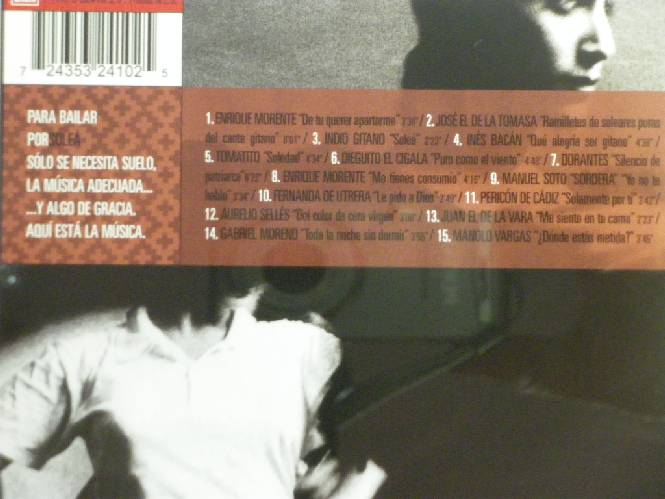 7 24353 24102 5
PARA BAILAR
POR SOLEÁ
SÓLO SE NECESITA SUELO,
LA MÚSICA ADECUADA...
...Y ALGO DE GRACIA.
AQUÍ ESTÁ LA MÚSICA.
1. ENRIQUE MORENTE "De tu querer apartarme" / 2. JOSÉ EL DE LA TOMASA "Ramilletes de soleares puros
del cante gitano" / 3. INDIO GITANO "Soleá" / 4. INÉS BACÁN "Qué alegría ser gitano"
5. TOMATITO "Soledad" / 6. DIEGUITO EL CIGALA "Puro como el viento" / 7. DORANTES "Silencio de
patriarca" / 8. ENRIQUE MORENTE "Me tienes consumío" / 9. MANUEL SOTO "SORDERA" "Yo no te
hablo" / 10. FERNANDA DE UTRERA "Le pido a Dios" / 11. PERICÓN DE CÁDIZ "Solamente por ti"
12. AURELIO SELLÉS "Del color de cera virgen" / 13. JUAN EL DE LA VARA "Me siento en tu cama"
14. GABRIEL MORENO "Toda la noche sin dormir" / 15. MANOLO VARGAS "¿Dónde estás metida?"